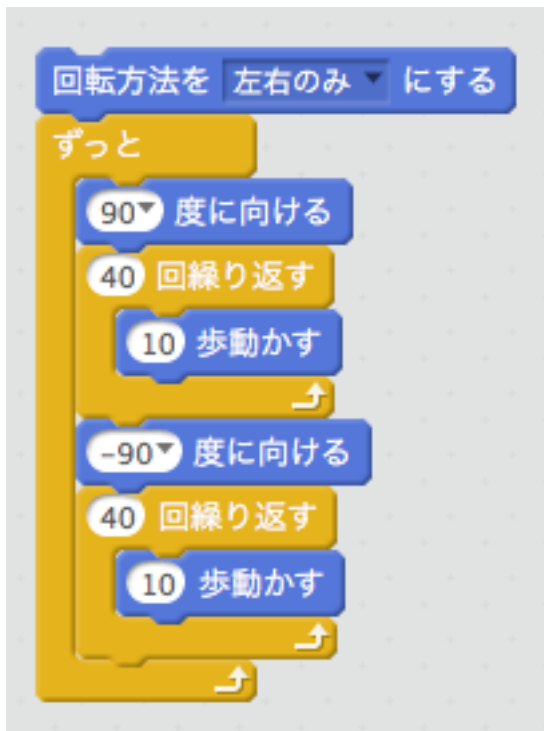 回転方法を 左右のみ にする
ずっと
90 度に向ける
40 回繰り返す
10 歩動かす
-90 度に向ける
40 回繰り返す
10 歩動かす